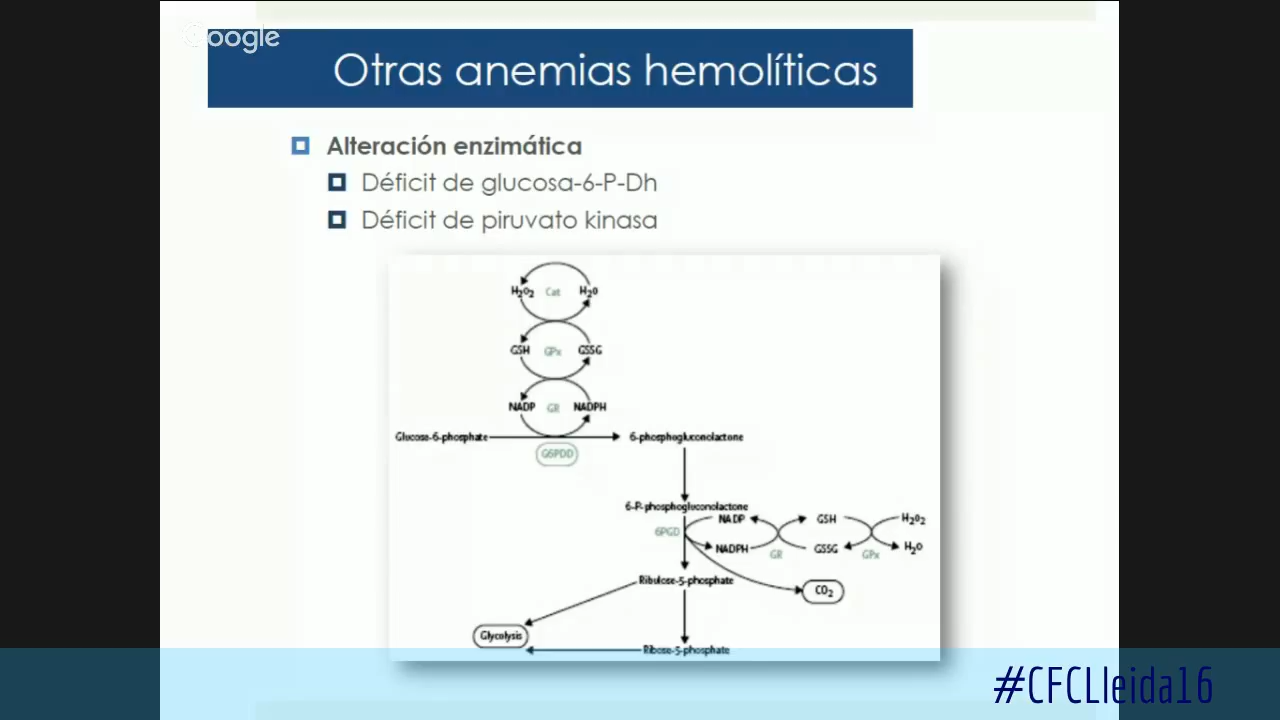 Google
Otras anemias hemolíticas
Alteración enzimática
Déficit de glucosa-6-P-Dh
Déficit de piruvato kinasa
H₂O₂ Cat H₂O
GSH GPx GSSG
NADP GR NADPH
Glucose-6-phosphate 6-phosphogluconolactone
G6PDD
6-P-phosphogluconolactone
NADP GSH H₂O₂
6PGD
NADPH GR GSSG GPx H₂O
Ribulose-5-phosphate
CO₂
Glycolysis
Ribose-5-phosphate
#CFCLleida16